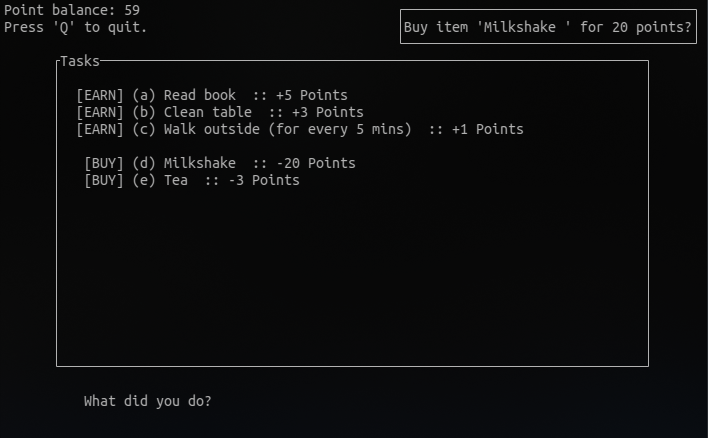 Point balance: 59
Press 'Q' to quit.
Buy item 'Milkshake ' for 20 points?
Tasks
[EARN] (a) Read book  :: +5 Points
[EARN] (b) Clean table  :: +3 Points
[EARN] (c) Walk outside (for every 5 mins)  :: +1 Points
[BUY] (d) Milkshake  :: -20 Points
[BUY] (e) Tea  :: -3 Points
What did you do?